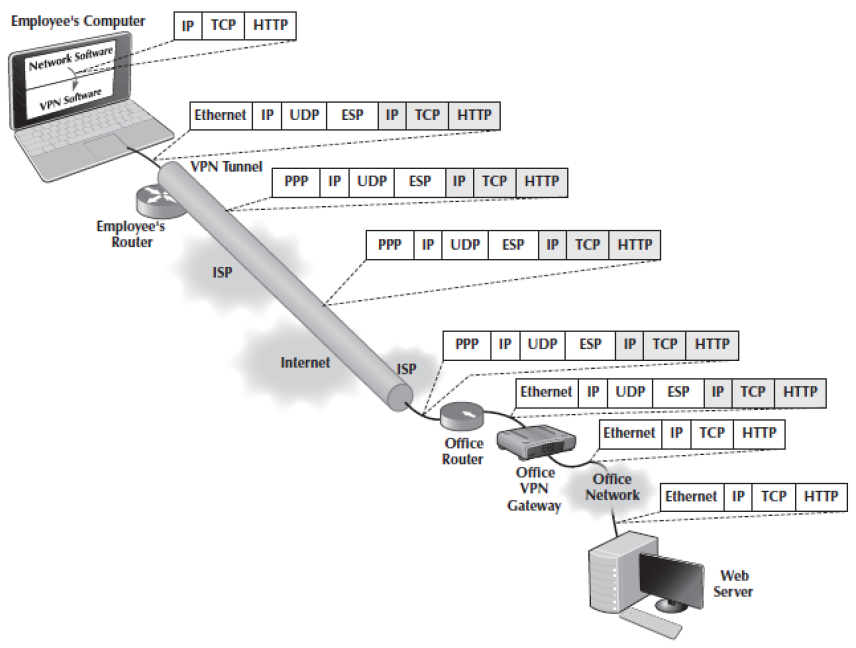 Employee's Computer
IP TCP HTTP
Network Software
VPN Software
Ethernet IP UDP ESP IP TCP HTTP
VPN Tunnel
PPP IP UDP ESP IP TCP HTTP
Employee's
Router
PPP IP UDP ESP IP TCP HTTP
ISP
PPP IP UDP ESP IP TCP HTTP
Internet
ISP
Ethernet IP UDP ESP IP TCP HTTP
Office
Router
Ethernet IP TCP HTTP
Office
VPN
Gateway
Office
Network
Ethernet IP TCP HTTP
Web
Server